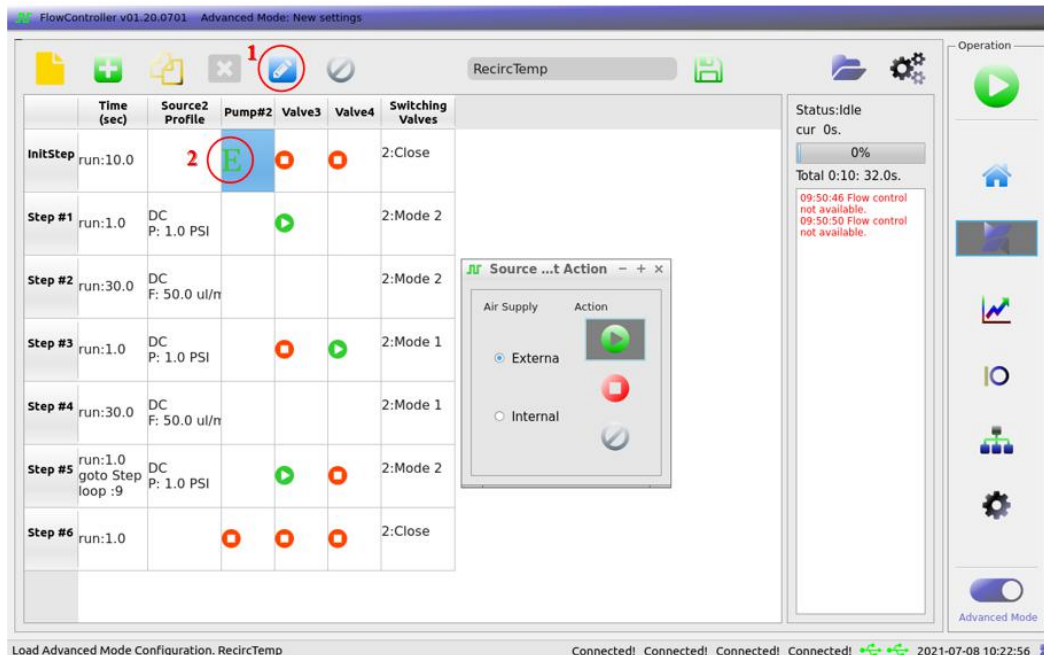 FlowController v01.20.0701 Advanced Mode: New settings
1
RecircTemp
Operation
Time (sec)
Source2 Profile
Pump#2
Valve3
Valve4
Switching Valves
InitStep
run:10.0
2
E
2:Close
Step #1
run:1.0
DC
P: 1.0 PSI
2:Mode 2
Step #2
run:30.0
DC
F: 50.0 ul/m
2:Mode 2
Step #3
run:1.0
DC
P: 1.0 PSI
2:Mode 1
Step #4
run:30.0
DC
F: 50.0 ul/m
2:Mode 1
Step #5
run:1.0
goto Step
loop :9
DC
P: 1.0 PSI
2:Mode 2
Step #6
run:1.0
2:Close
Source ...t Action
Air Supply
Action
Externa
Internal
Status:Idle
cur 0s.
0%
Total 0:10: 32.0s.
09:50:46 Flow control
not available.
09:50:50 Flow control
not available.
Advanced Mode
Load Advanced Mode Configuration. RecircTemp
Connected! Connected! Connected! Connected!
2021-07-08 10:22:56